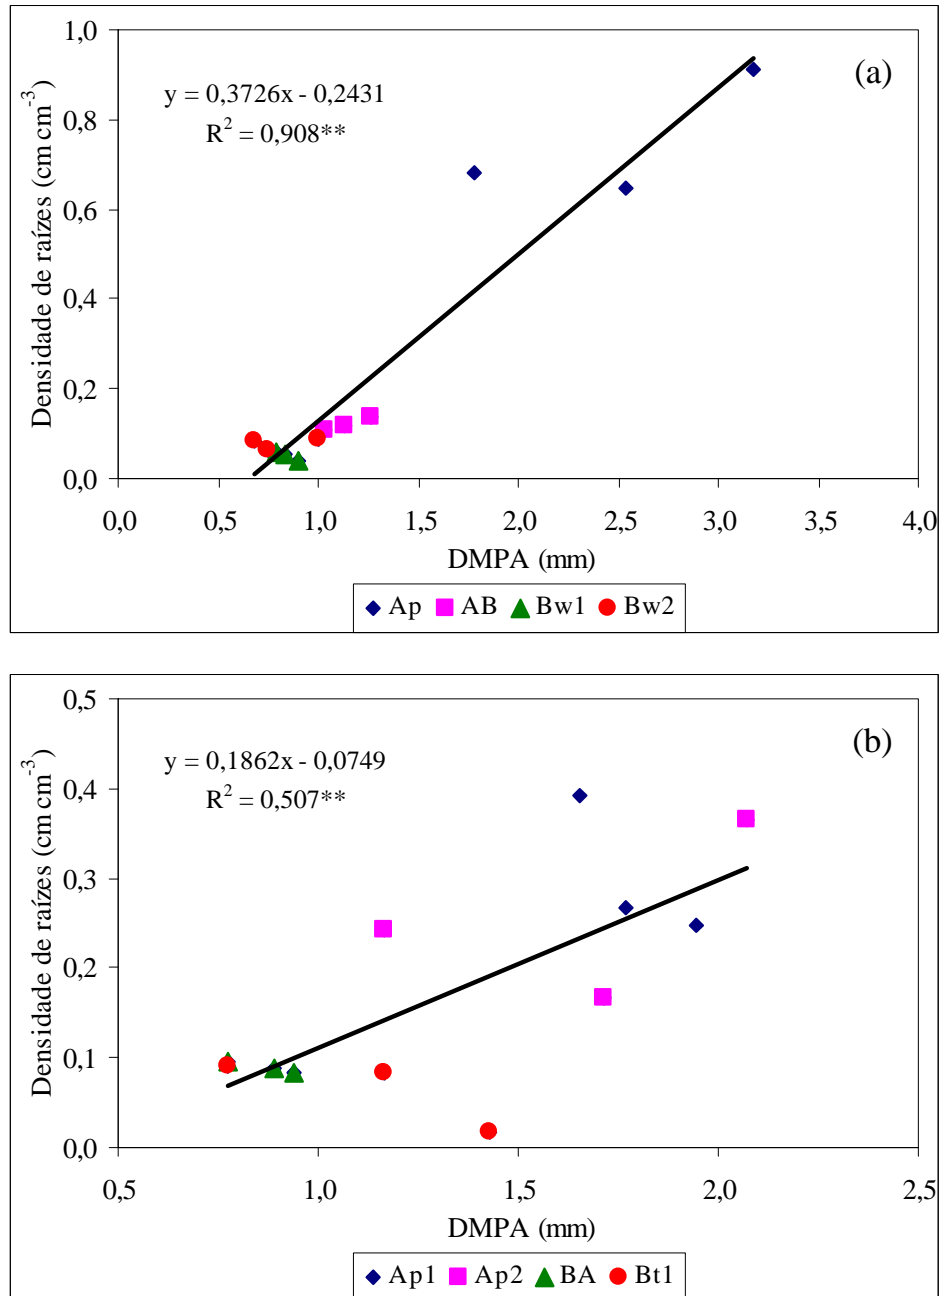 (a)
y = 0,3726x - 0,2431
R² = 0,908**
Densidade de raízes (cm cm⁻³)
1,0
0,8
0,6
0,4
0,2
0,0
0,0 0,5 1,0 1,5 2,0 2,5 3,0 3,5 4,0
DMPA (mm)
Ap AB Bw1 Bw2
(b)
y = 0,1862x - 0,0749
R² = 0,507**
Densidade de raízes (cm cm⁻³)
0,5
0,4
0,3
0,2
0,1
0,0
0,5 1,0 1,5 2,0 2,5
DMPA (mm)
Ap1 Ap2 BA Bt1